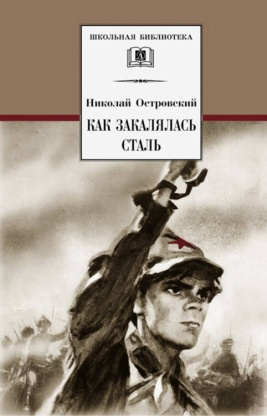 ШКОЛЬНАЯ БИБЛИОТЕКА
Николай Островский
КАК ЗАКАЛЯЛАСЬ
СТАЛЬ